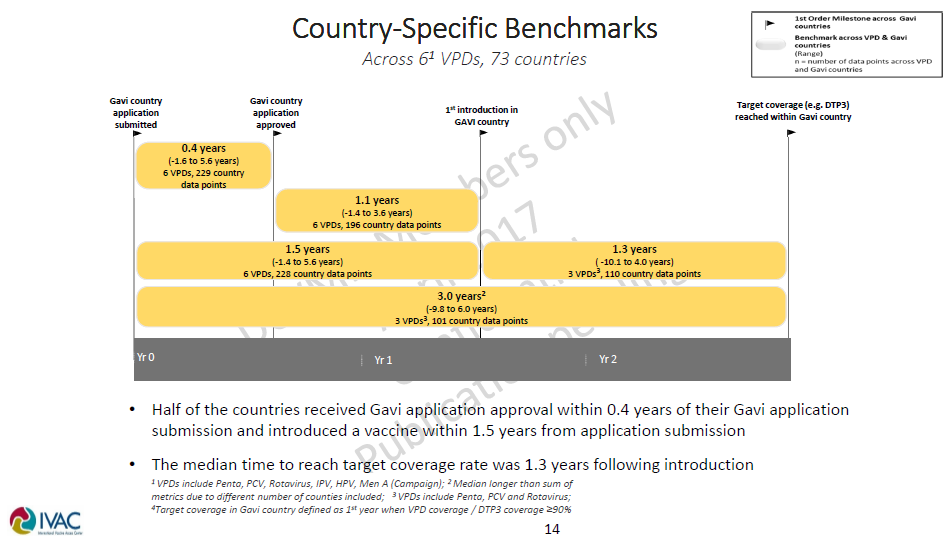 Country-Specific Benchmarks
Across 6¹ VPDs, 73 countries
1st Order Milestone across Gavi
countries
Benchmark across VPD & Gavi
countries
(Range)
n = number of data points across VPD
and Gavi countries
Gavi country
application
submitted
Gavi country
application
approved
1st introduction in
GAVI country
Target coverage (e.g. DTP3)
reached within Gavi country
0.4 years
(-1.6 to 5.6 years)
6 VPDs, 229 country
data points
1.1 years
(-1.4 to 3.6 years)
6 VPDs, 196 country data points
1.5 years
(-1.4 to 5.6 years)
6 VPDs, 228 country data points
1.3 years
( -10.1 to 4.0 years)
3 VPDs³, 110 country data points
3.0 years²
(-9.8 to 6.0 years)
3 VPDs³, 101 country data points
Yr 0
Yr 1
Yr 2
• Half of the countries received Gavi application approval within 0.4 years of their Gavi application
submission and introduced a vaccine within 1.5 years from application submission
• The median time to reach target coverage rate was 1.3 years following introduction
¹ VPDs include Penta, PCV, Rotavirus, IPV, HPV, Men A (Campaign); ² Median longer than sum of
metrics due to different number of counties included; ³ VPDs include Penta, PCV and Rotavirus;
⁴Target coverage in Gavi country defined as 1st year when VPD coverage / DTP3 coverage ≥90%
IVAC
14
only
Publication